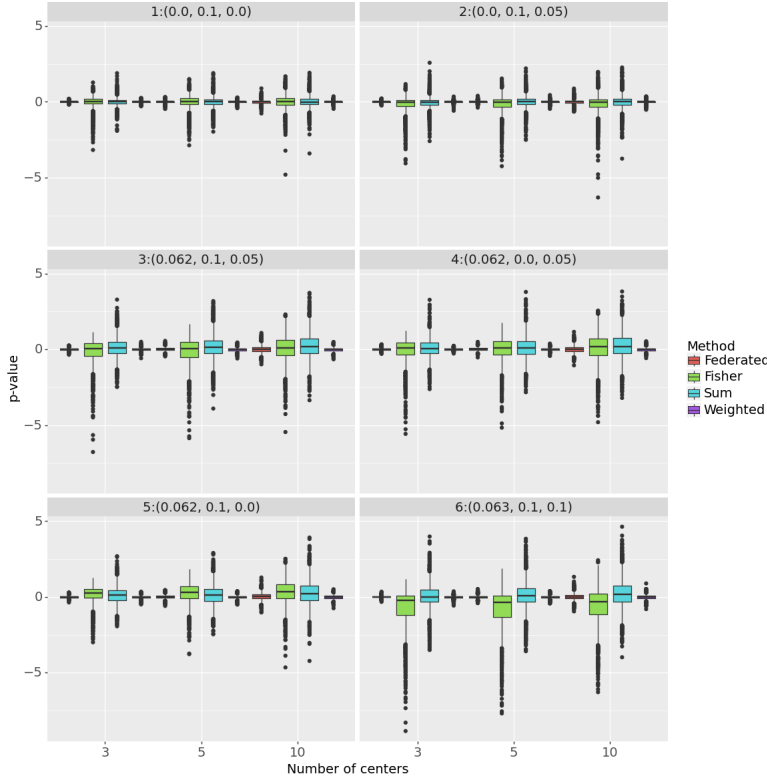 1:(0.0, 0.1, 0.0)
2:(0.0, 0.1, 0.05)
5
0
−5
3:(0.062, 0.1, 0.05)
4:(0.062, 0.0, 0.05)
5
0
−5
5:(0.062, 0.1, 0.0)
6:(0.063, 0.1, 0.1)
5
0
−5
p-value
3
5
10
3
5
10
Number of centers
Method
Federated
Fisher
Sum
Weighted